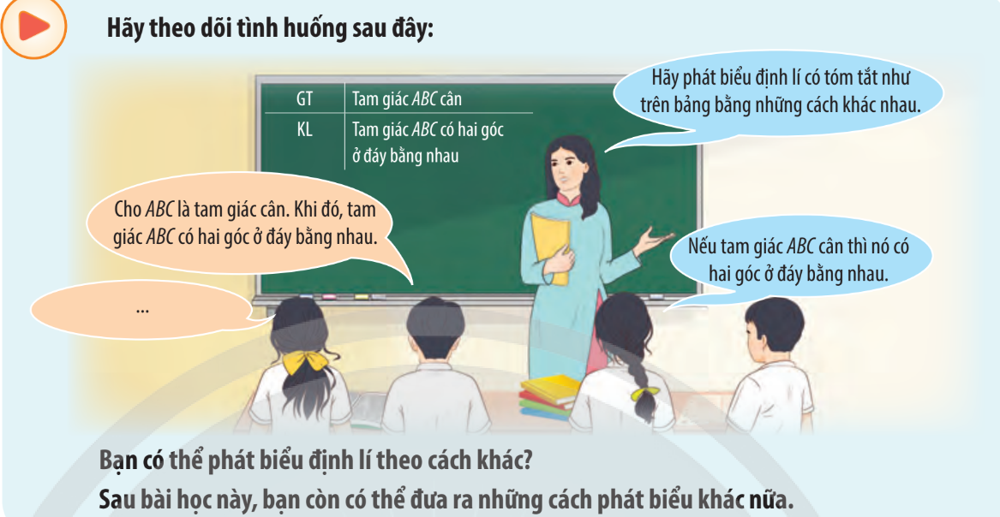 Hãy theo dõi tình huống sau đây:
GT Tam giác ABC cân
KL Tam giác ABC có hai góc
ở đáy bằng nhau
Hãy phát biểu định lí có tóm tắt như
trên bảng bằng những cách khác nhau.
Cho ABC là tam giác cân. Khi đó, tam
giác ABC có hai góc ở đáy bằng nhau.
Nếu tam giác ABC cân thì nó có
hai góc ở đáy bằng nhau.
...
Bạn có thể phát biểu định lí theo cách khác?
Sau bài học này, bạn còn có thể đưa ra những cách phát biểu khác nữa.